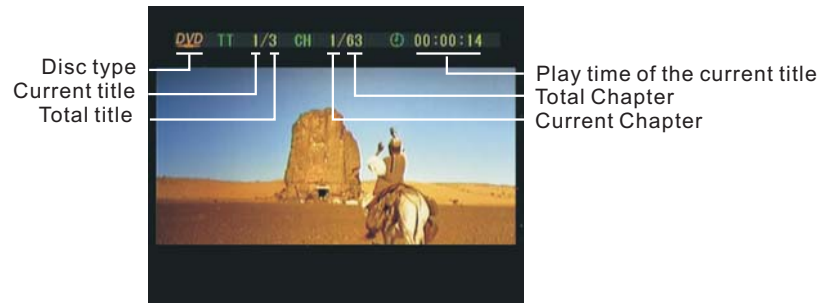 DVD TT 1/3 CH 1/63 00:00:14
Disc type
Current title
Total title
Play time of the current title
Total Chapter
Current Chapter